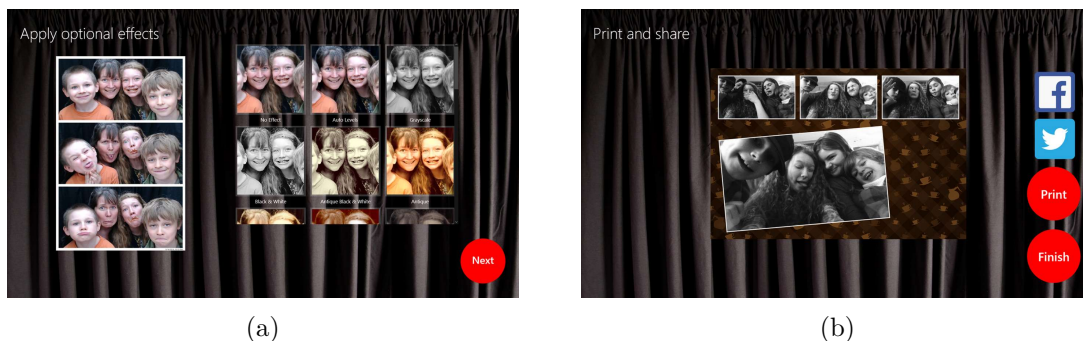 Apply optional effects
No Effect
Auto Levels
Grayscale
Black & White
Antique Black & White
Antique
Next
(a)
Print and share
f
Print
Finish
(b)